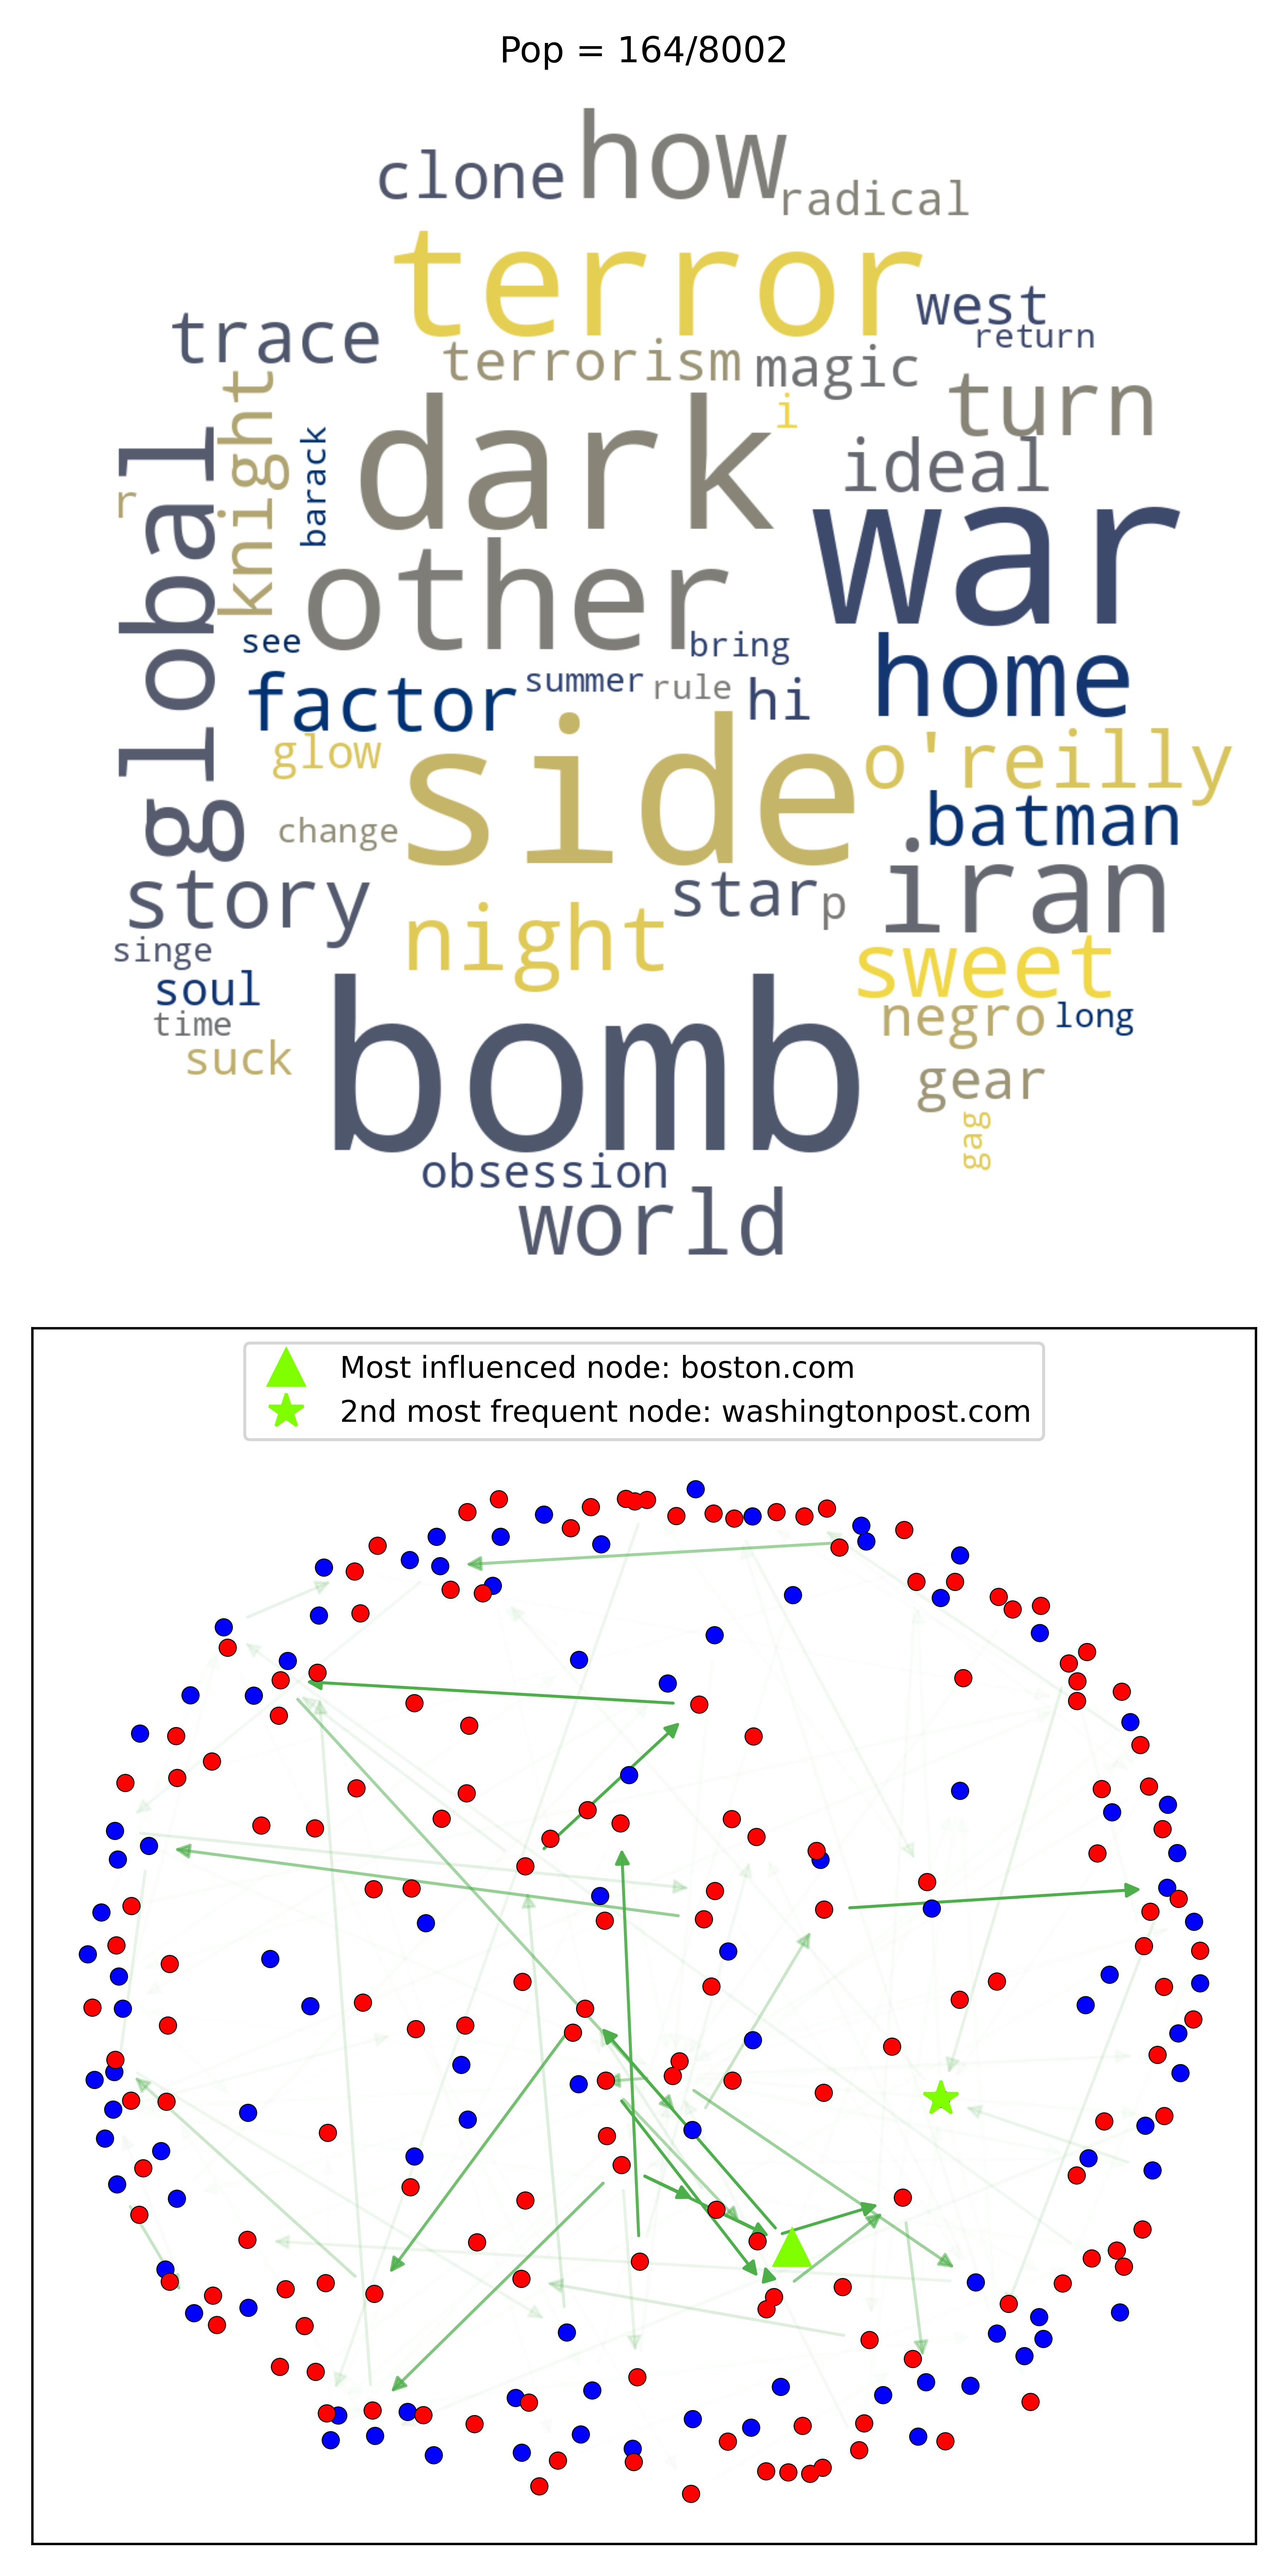 Pop = 164/8002
how
clone
radical
terror
west
return
trace
terrorism
magic
i
turn
knight
barack
dark
ideal
global
r
war
other
see
bring
home
factor
summer
rule
hi
glow
side
o'reilly
batman
change
iran
story
star
p
night
singe
sweet
soul
time
negro
long
suck
bomb
gear
gag
obsession
world
Most influenced node: boston.com
2nd most frequent node: washingtonpost.com